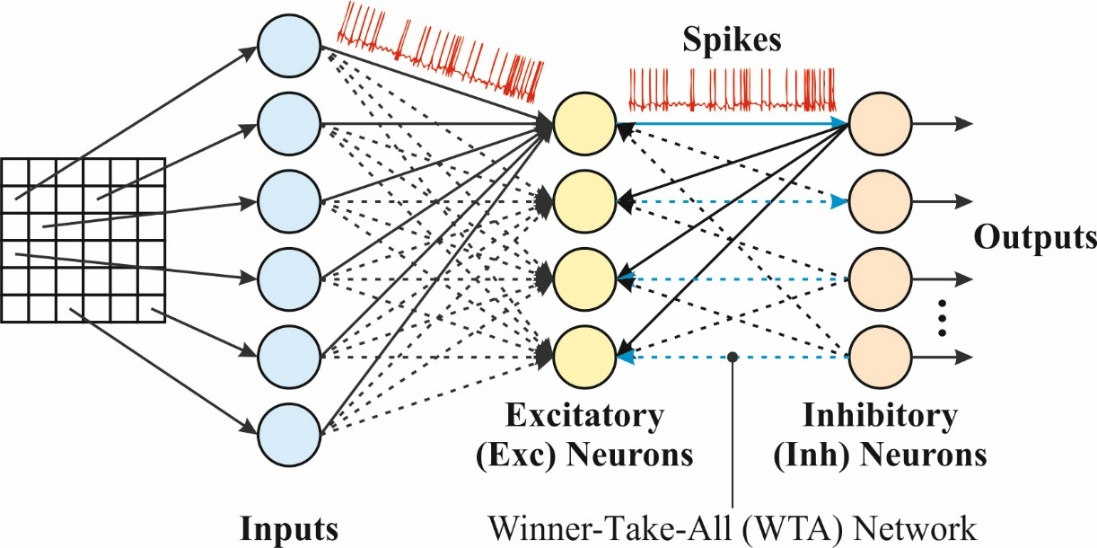 Spikes
Outputs
Excitatory
(Exc) Neurons
Inhibitory
(Inh) Neurons
Inputs
Winner-Take-All (WTA) Network